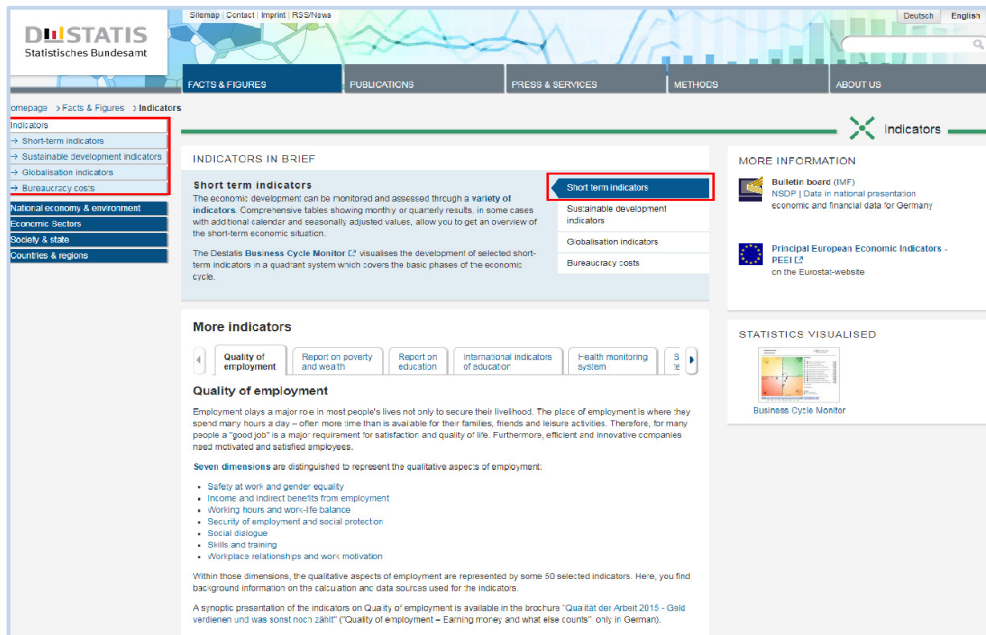 Sitemap | Contact | Imprint | RSS/News
Deutsch English
DESTATIS
Statistisches Bundesamt
FACTS & FIGURES PUBLICATIONS PRESS & SERVICES METHODS ABOUT US
omepage > Facts & Figures > Indicators
Indicators
→ Short-term indicators
→ Sustainable development indicators
→ Globalisation indicators
→ Bureaucracy costs
National economy & environment
Economic Sectors
Society & state
Countries & regions
Indicators
INDICATORS IN BRIEF
Short term indicators
The economic development can be monitored and assessed through a variety of
indicators. Comprehensive tables showing monthly or quarterly results, in some cases
with additional calendar and seasonally adjusted values, allow you to get an overview of
the short-term economic situation.
The Destatis Business Cycle Monitor visualises the development of selected short-
term indicators in a quadrant system which covers the basic phases of the economic
cycle.
Short term indicators
Sustainable development
indicators
Globalisation indicators
Bureaucracy costs
MORE INFORMATION
Bulletin board (IMF)
NSDP | Data in national presentation
economic and financial data for Germany
Principal European Economic Indicators -
PEEI
on the Eurostat-website
More indicators
Quality of
employment
Report on poverty
and wealth
Report on
education
International indicators
of education
Health monitoring
system
Quality of employment
Employment plays a major role in most people's lives not only to secure their livelihood. The place of employment is where they
spend many hours a day – often more time than is available for their families, friends and leisure activities. Therefore, for many
people a "good job" is a major requirement for satisfaction and quality of life. Furthermore, efficient and innovative companies
need motivated and satisfied employees.
Seven dimensions are distinguished to represent the qualitative aspects of employment:
• Safety at work and gender equality
• Income and indirect benefits from employment
• Working hours and work-life balance
• Security of employment and social protection
• Social dialogue
• Skills and training
• Workplace relationships and work motivation
Within those dimensions, the qualitative aspects of employment are represented by some 50 selected indicators. Here, you find
background information on the calculation and data sources used for the indicators.
A synoptic presentation of the indicators on Quality of employment is available in the brochure "Qualität der Arbeit 2015 - Geld
verdienen und was sonst noch zählt" ("Quality of employment – Earning money and what else counts", only in German).
STATISTICS VISUALISED
Business Cycle Monitor